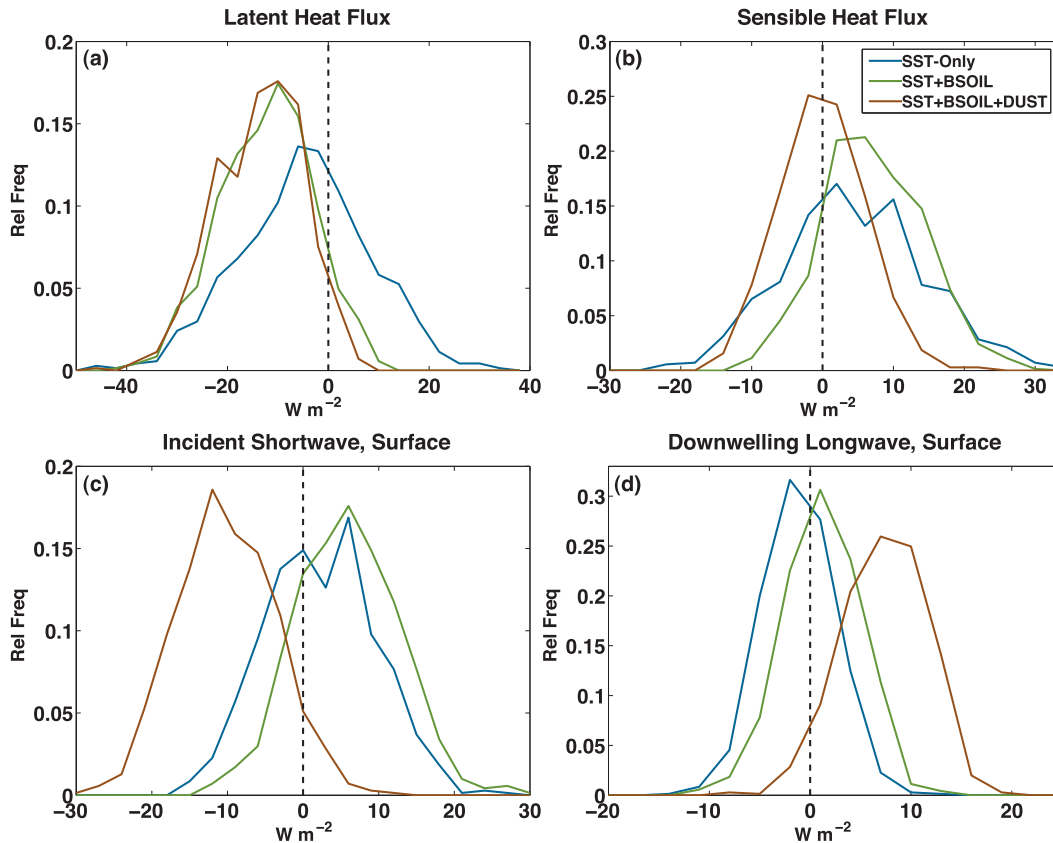 Latent Heat Flux
(a)
Rel Freq
0.2
0.15
0.1
0.05
0
−40
−20
0
20
40
W m−2
Sensible Heat Flux
(b)
SST-Only
SST+BSOIL
SST+BSOIL+DUST
Rel Freq
0.3
0.25
0.2
0.15
0.1
0.05
0
−30
−20
−10
0
10
20
30
W m−2
Incident Shortwave, Surface
(c)
Rel Freq
0.2
0.15
0.1
0.05
0
−30
−20
−10
0
10
20
30
W m−2
Downwelling Longwave, Surface
(d)
Rel Freq
0.3
0.25
0.2
0.15
0.1
0.05
0
−20
−10
0
10
20
W m−2